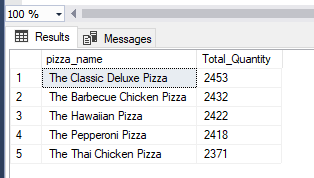 100 %
Results Messages
pizza_name Total_Quantity
1 The Classic Deluxe Pizza 2453
2 The Barbecue Chicken Pizza 2432
3 The Hawaiian Pizza 2422
4 The Pepperoni Pizza 2418
5 The Thai Chicken Pizza 2371